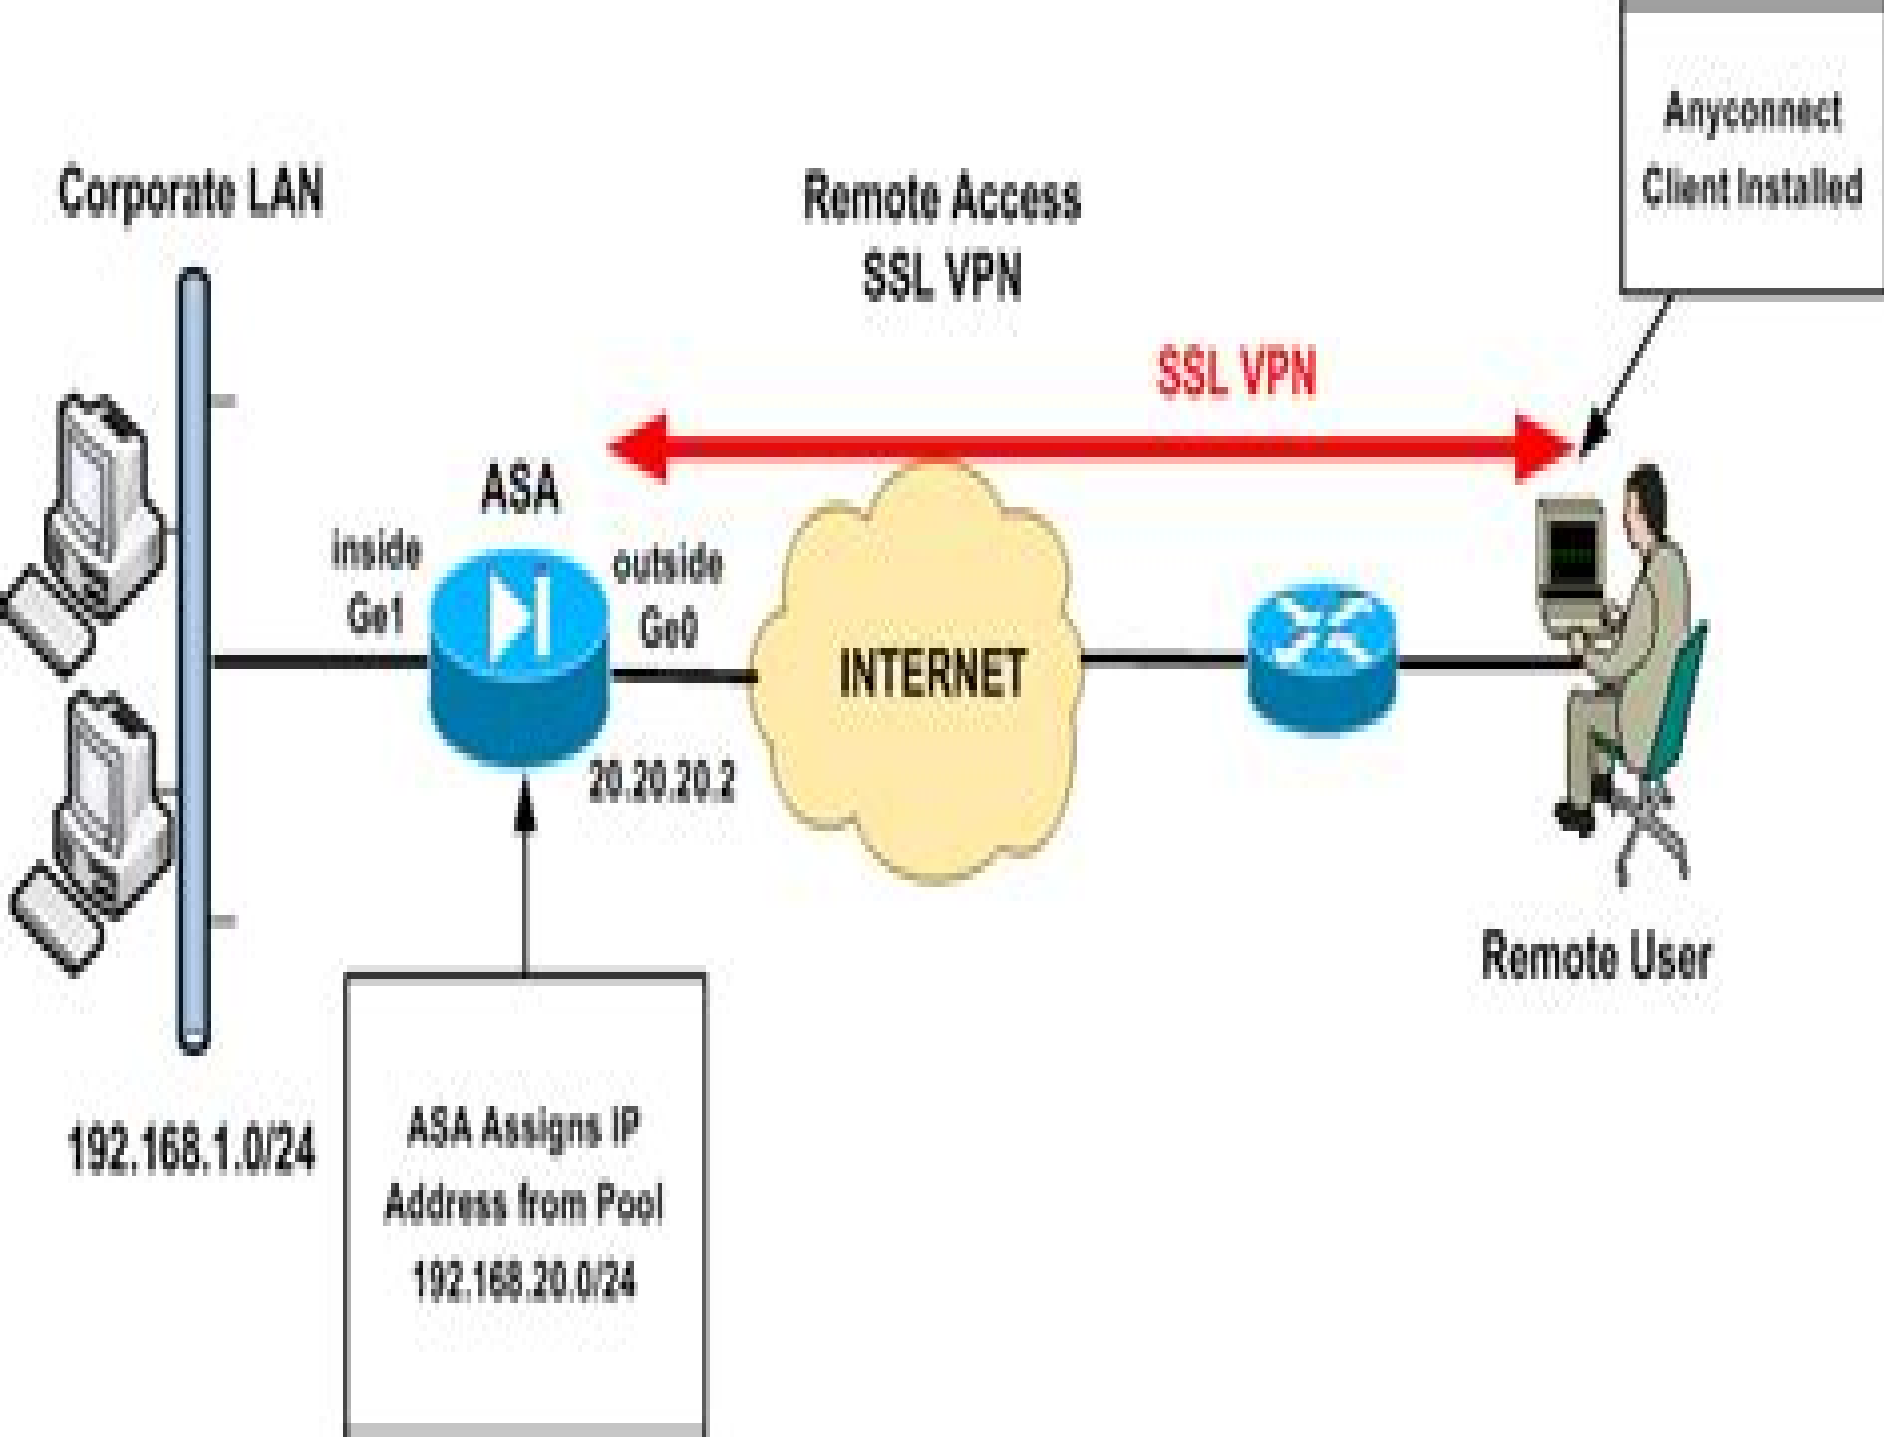 Anyconnect
Client Installed
Corporate LAN
Remote Access
SSL VPN
SSL VPN
ASA
inside
Ge1
outside
Ge0
INTERNET
20.20.20.2
Remote User
192.168.1.0/24
ASA Assigns IP
Address from Pool
192.168.20.0/24